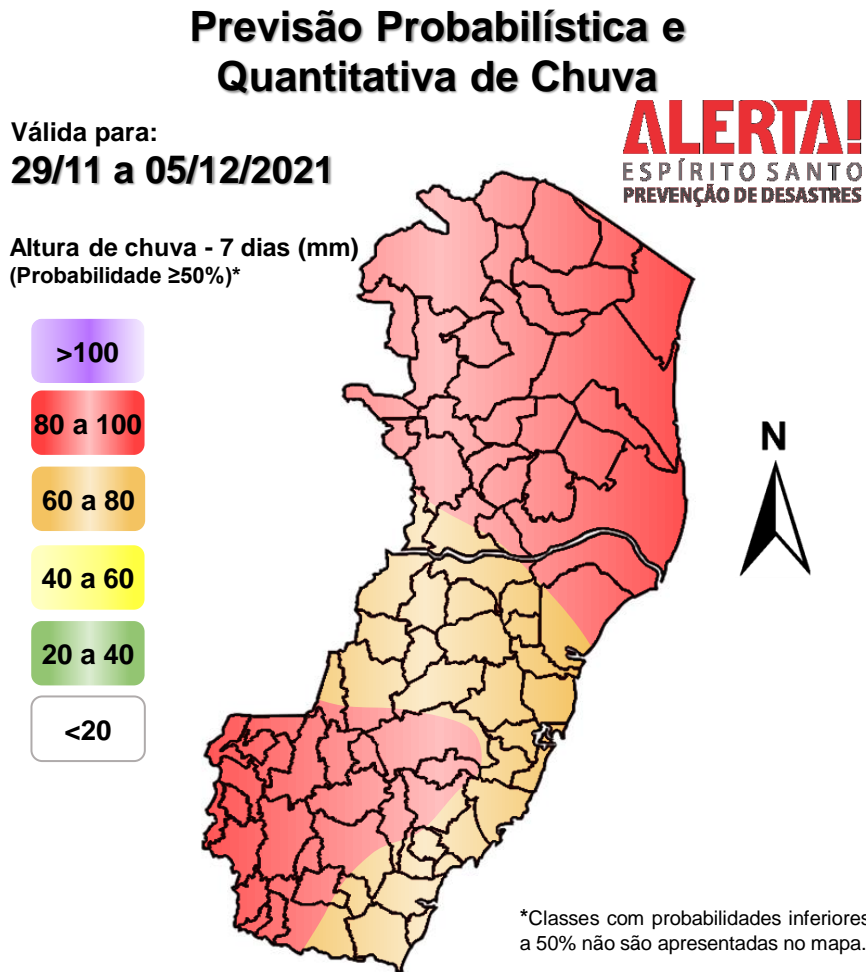 Previsão Probabilística e
Quantitativa de Chuva
Válida para:
29/11 a 05/12/2021
ALERTA!
ESPÍRITO SANTO
PREVENÇÃO DE DESASTRES
Altura de chuva - 7 dias (mm)
(Probabilidade ≥50%)*
>100
80 a 100
60 a 80
40 a 60
20 a 40
<20
N
*Classes com probabilidades inferiores
a 50% não são apresentadas no mapa.